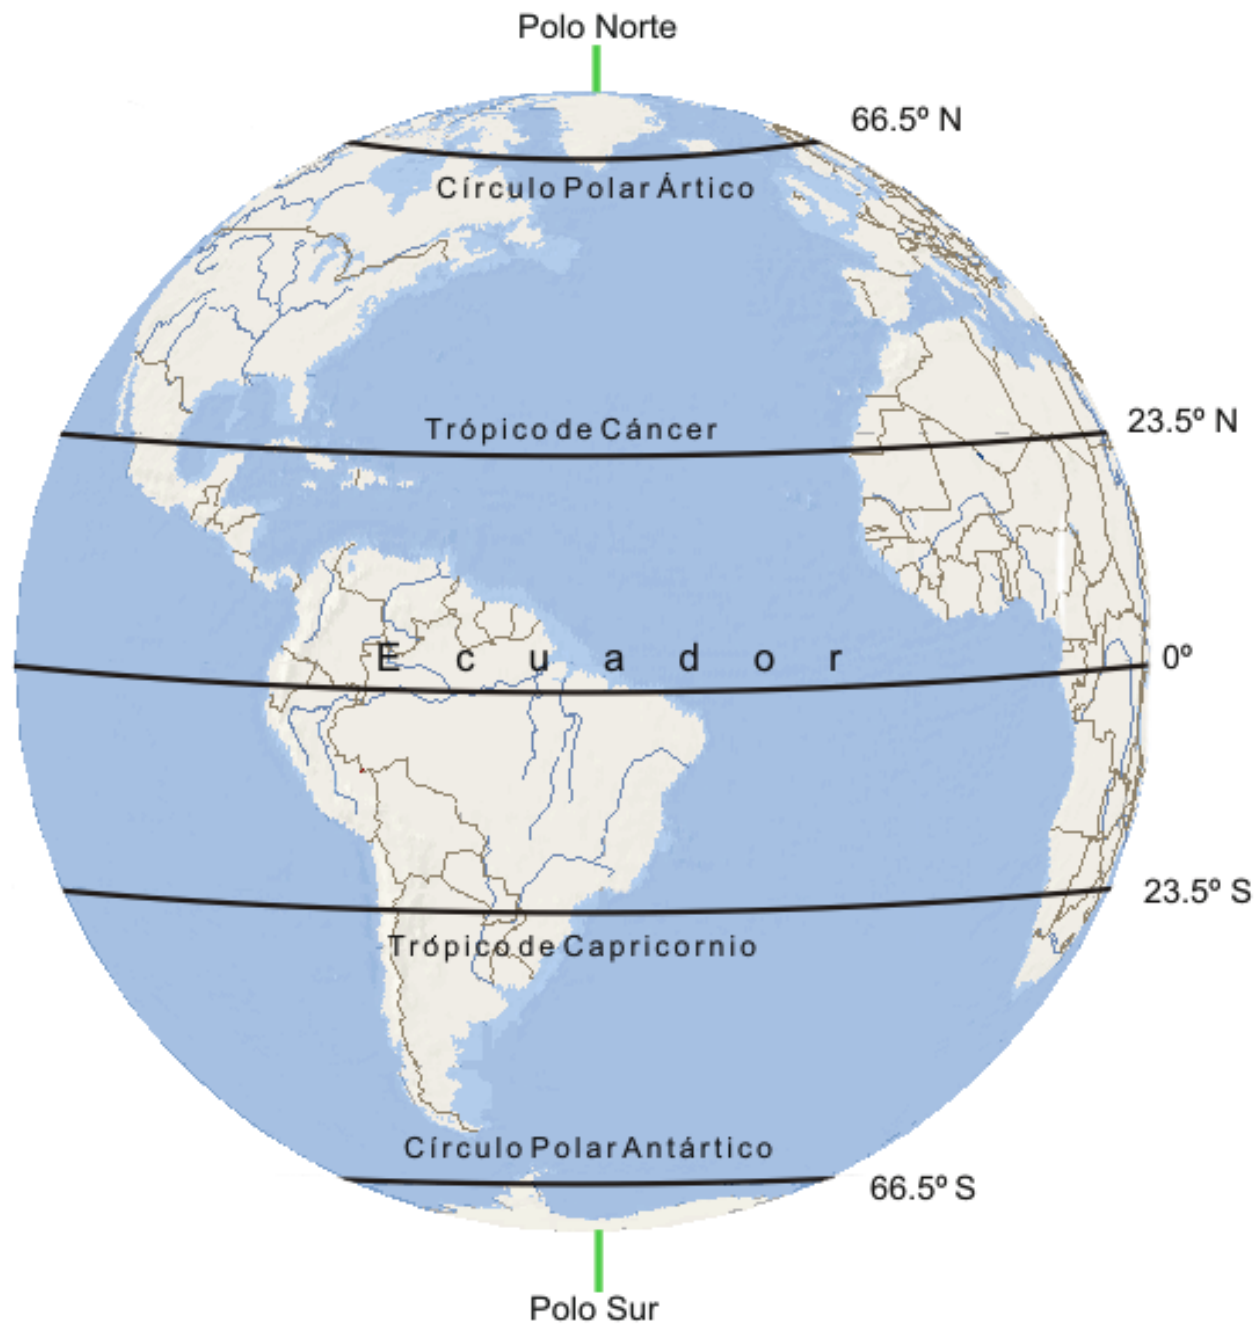 Polo Norte
66.5º N
Círculo Polar Ártico
Trópico de Cáncer
23.5º N
Ecuador
0º
23.5º S
Trópico de Capricornio
Círculo Polar Antártico
66.5º S
Polo Sur